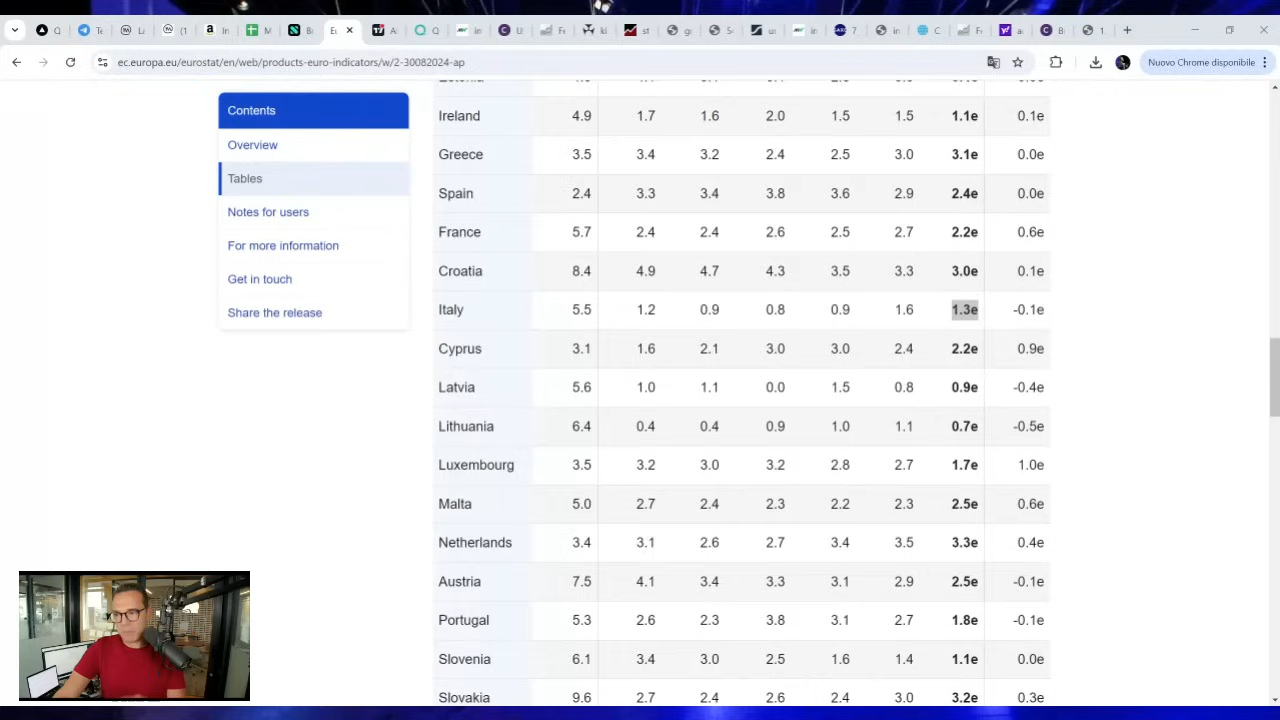 ec.europa.eu/eurostat/en/web/products-euro-indicators/w/2-30082024-ap
Nuovo Chrome disponibile
Contents
Overview
Tables
Notes for users
For more information
Get in touch
Share the release
Ireland 4.9 1.7 1.6 2.0 1.5 1.5 1.1e 0.1e
Greece 3.5 3.4 3.2 2.4 2.5 3.0 3.1e 0.0e
Spain 2.4 3.3 3.4 3.8 3.6 2.9 2.4e 0.0e
France 5.7 2.4 2.4 2.6 2.5 2.7 2.2e 0.6e
Croatia 8.4 4.9 4.7 4.3 3.5 3.3 3.0e 0.1e
Italy 5.5 1.2 0.9 0.8 0.9 1.6 1.3e -0.1e
Cyprus 3.1 1.6 2.1 3.0 3.0 2.4 2.2e 0.9e
Latvia 5.6 1.0 1.1 0.0 1.5 0.8 0.9e -0.4e
Lithuania 6.4 0.4 0.4 0.9 1.0 1.1 0.7e -0.5e
Luxembourg 3.5 3.2 3.0 3.2 2.8 2.7 1.7e 1.0e
Malta 5.0 2.7 2.4 2.3 2.2 2.3 2.5e 0.6e
Netherlands 3.4 3.1 2.6 2.7 3.4 3.5 3.3e 0.4e
Austria 7.5 4.1 3.4 3.3 3.1 2.9 2.5e -0.1e
Portugal 5.3 2.6 2.3 3.8 3.1 2.7 1.8e -0.1e
Slovenia 6.1 3.4 3.0 2.5 1.6 1.4 1.1e 0.0e
Slovakia 9.6 2.7 2.4 2.6 2.4 3.0 3.2e 0.3e